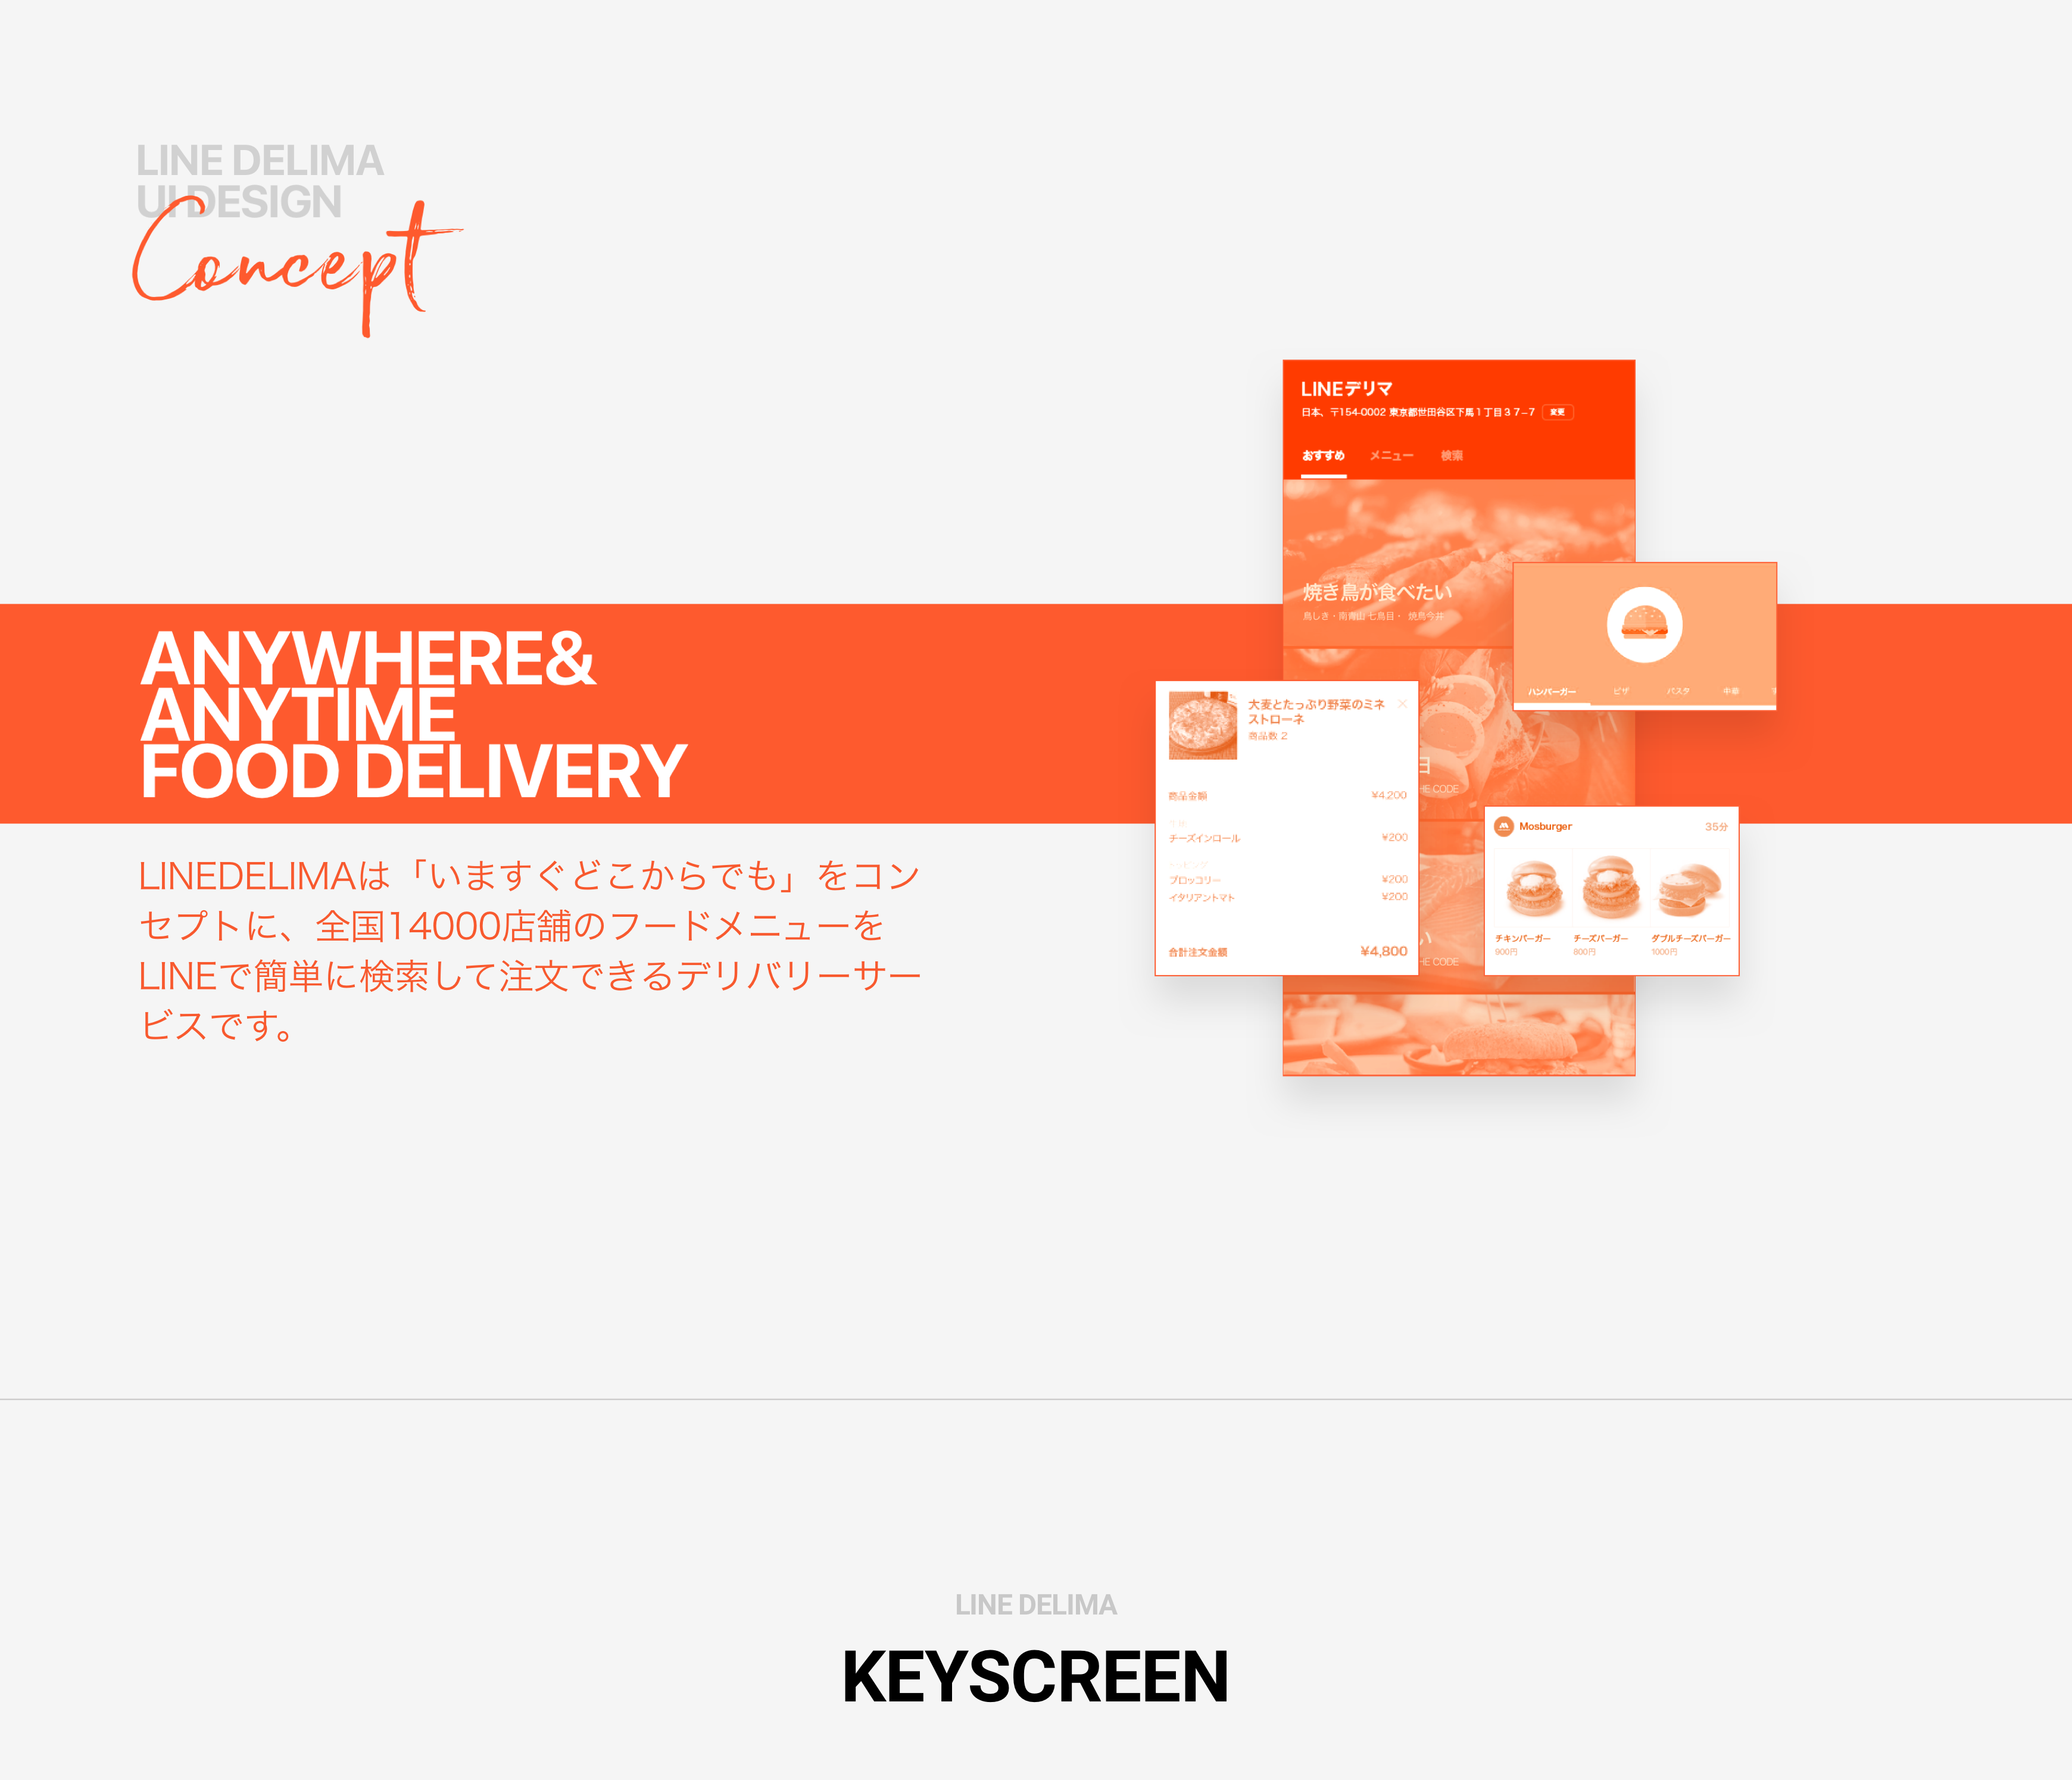 LINE DELIMA
UI DESIGN
Concept
ANYWHERE&
ANYTIME
FOOD DELIVERY
LINEDELIMAは「いますぐどこからでも」をコン
セプトに、全国14000店舗のフードメニューを
LINEで簡単に検索して注文できるデリバリーサー
ビスです。
LINEデリマ
日本、〒154-0002 東京都世田谷区下馬1丁目37−7 変更
おすすめ メニュー 検索
焼き鳥が食べたい
鳥しき・南青山 七鳥目・ 焼鳥今井
ハンバーガー ピザ パスタ 中華
大麦とたっぷり野菜のミネ
ストローネ
商品数 2
商品金額 ¥4,200
チーズインロール ¥200
ブロッコリー ¥200
イタリアントマト ¥200
合計注文金額 ¥4,800
日
HE CODE
い
HE CODE
Mosburger 35分
チキンバーガー チーズバーガー ダブルチーズバーガー
900円 800円 1000円
LINE DELIMA
KEYSCREEN